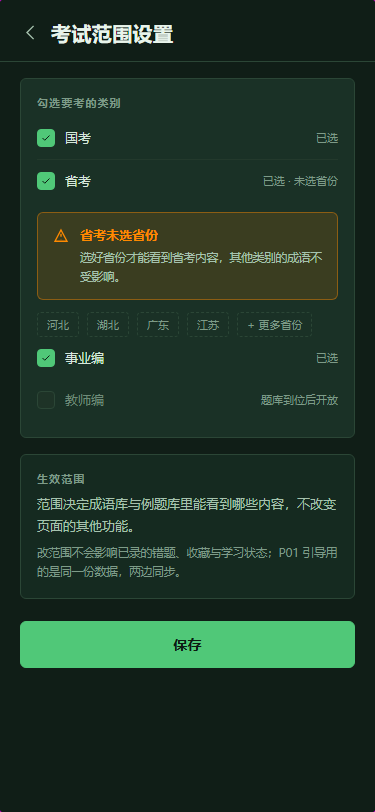 考试范围设置
勾选要考的类别
国考 已选
省考 已选 · 未选省份
省考未选省份
选好省份才能看到省考内容，其他类别的成语不
受影响。
河北 湖北 广东 江苏 + 更多省份
事业编 已选
教师编 题库到位后开放
生效范围
范围决定成语库与例题库里能看到哪些内容，不改变
页面的其他功能。
改范围不会影响已录的错题、收藏与学习状态；P01 引导用
的是同一份数据，两边同步。
保存